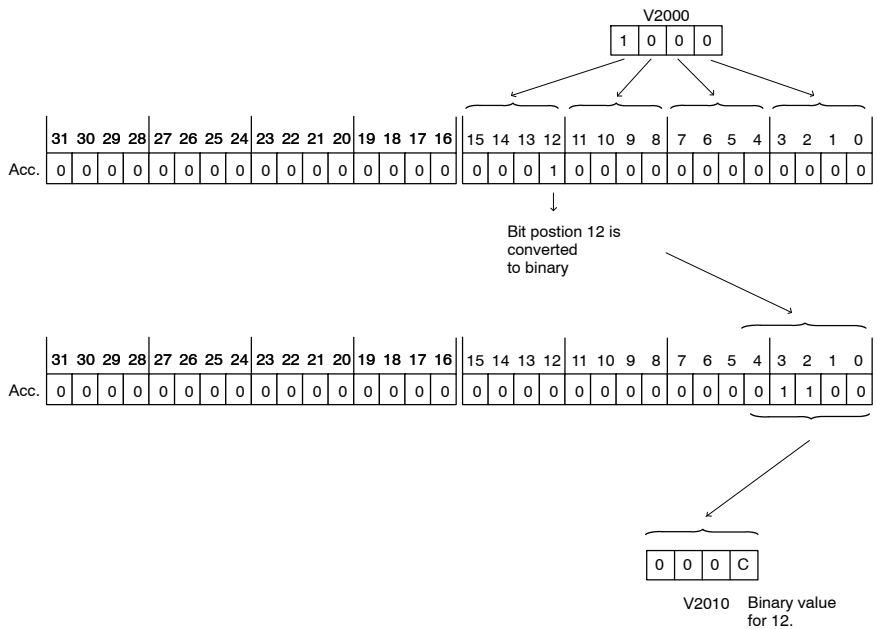 V2000
1 0 0 0
31 30 29 28 27 26 25 24 23 22 21 20 19 18 17 16 15 14 13 12 11 10 9 8 7 6 5 4 3 2 1 0
Acc. 0 0 0 0 0 0 0 0 0 0 0 0 0 0 0 0 0 0 0 1 0 0 0 0 0 0 0 0 0 0 0 0
Bit postion 12 is
converted
to binary
31 30 29 28 27 26 25 24 23 22 21 20 19 18 17 16 15 14 13 12 11 10 9 8 7 6 5 4 3 2 1 0
Acc. 0 0 0 0 0 0 0 0 0 0 0 0 0 0 0 0 0 0 0 0 0 0 0 0 0 0 0 0 1 1 0 0
0 0 0 C
V2010 Binary value
for 12.